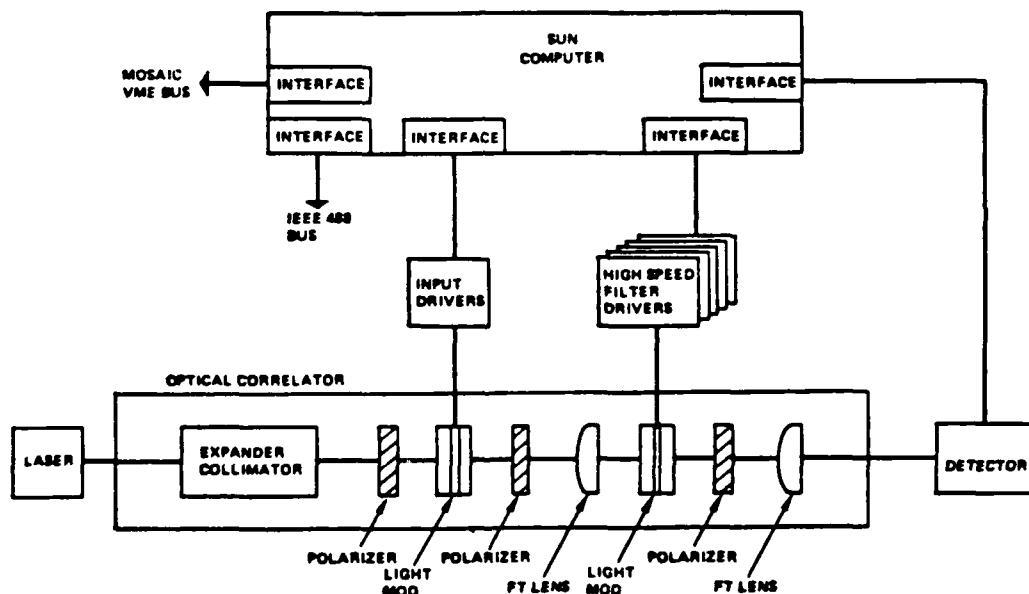 SUN
COMPUTER
MOSAIC
VME BUS
INTERFACE
INTERFACE
INTERFACE
INTERFACE
INTERFACE
IEEE 488
BUS
INPUT
DRIVERS
HIGH SPEED
FILTER
DRIVERS
OPTICAL CORRELATOR
LASER
EXPANDER
COLLIMATOR
DETECTOR
POLARIZER
LIGHT
MOD
POLARIZER
FT LENS
LIGHT
MOD
POLARIZER
FT LENS